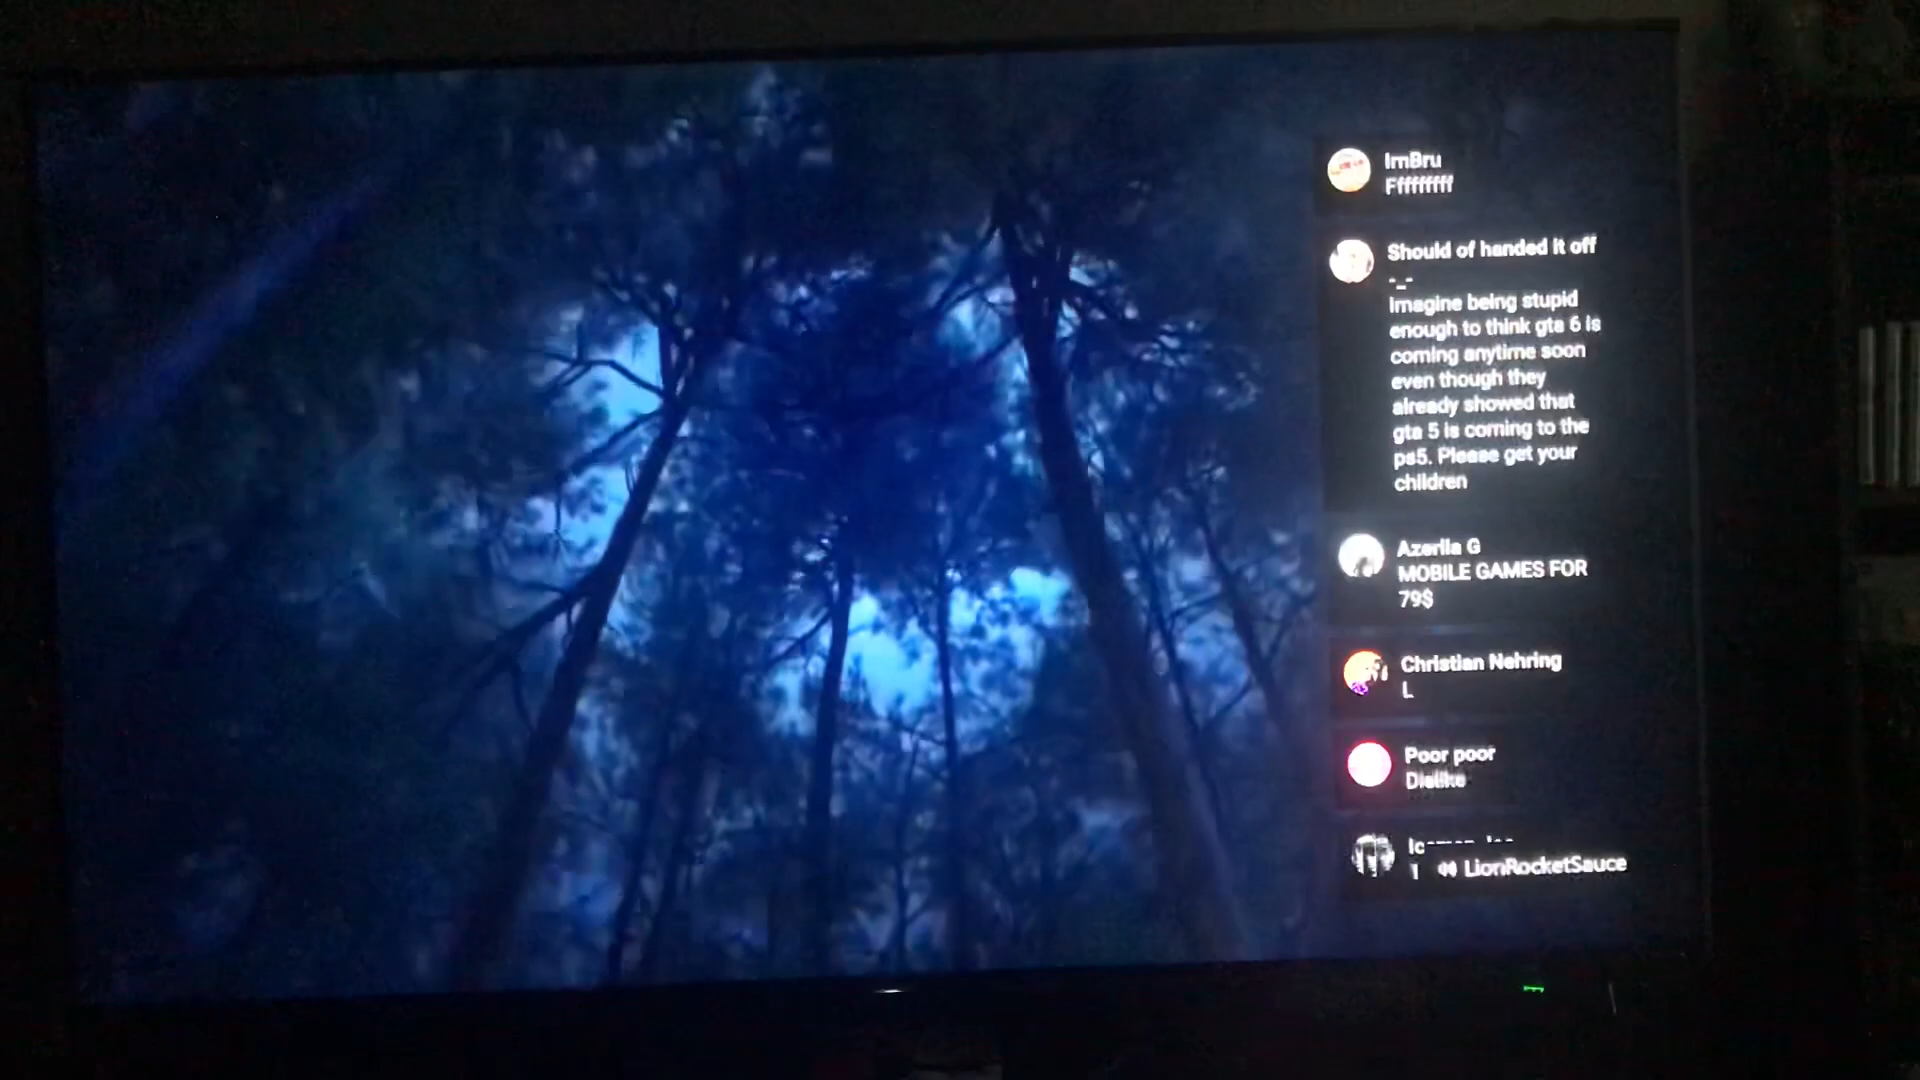 ImBru
Fffffffff
Should of handed it off
-_-
Imagine being stupid
enough to think gta 6 is
coming anytime soon
even though they
already showed that
gta 5 is coming to the
ps5. Please get your
children
Azerlla G
MOBILE GAMES FOR
79$
Christian Nehring
L
Poor poor
Dislike
LionRocketSauce